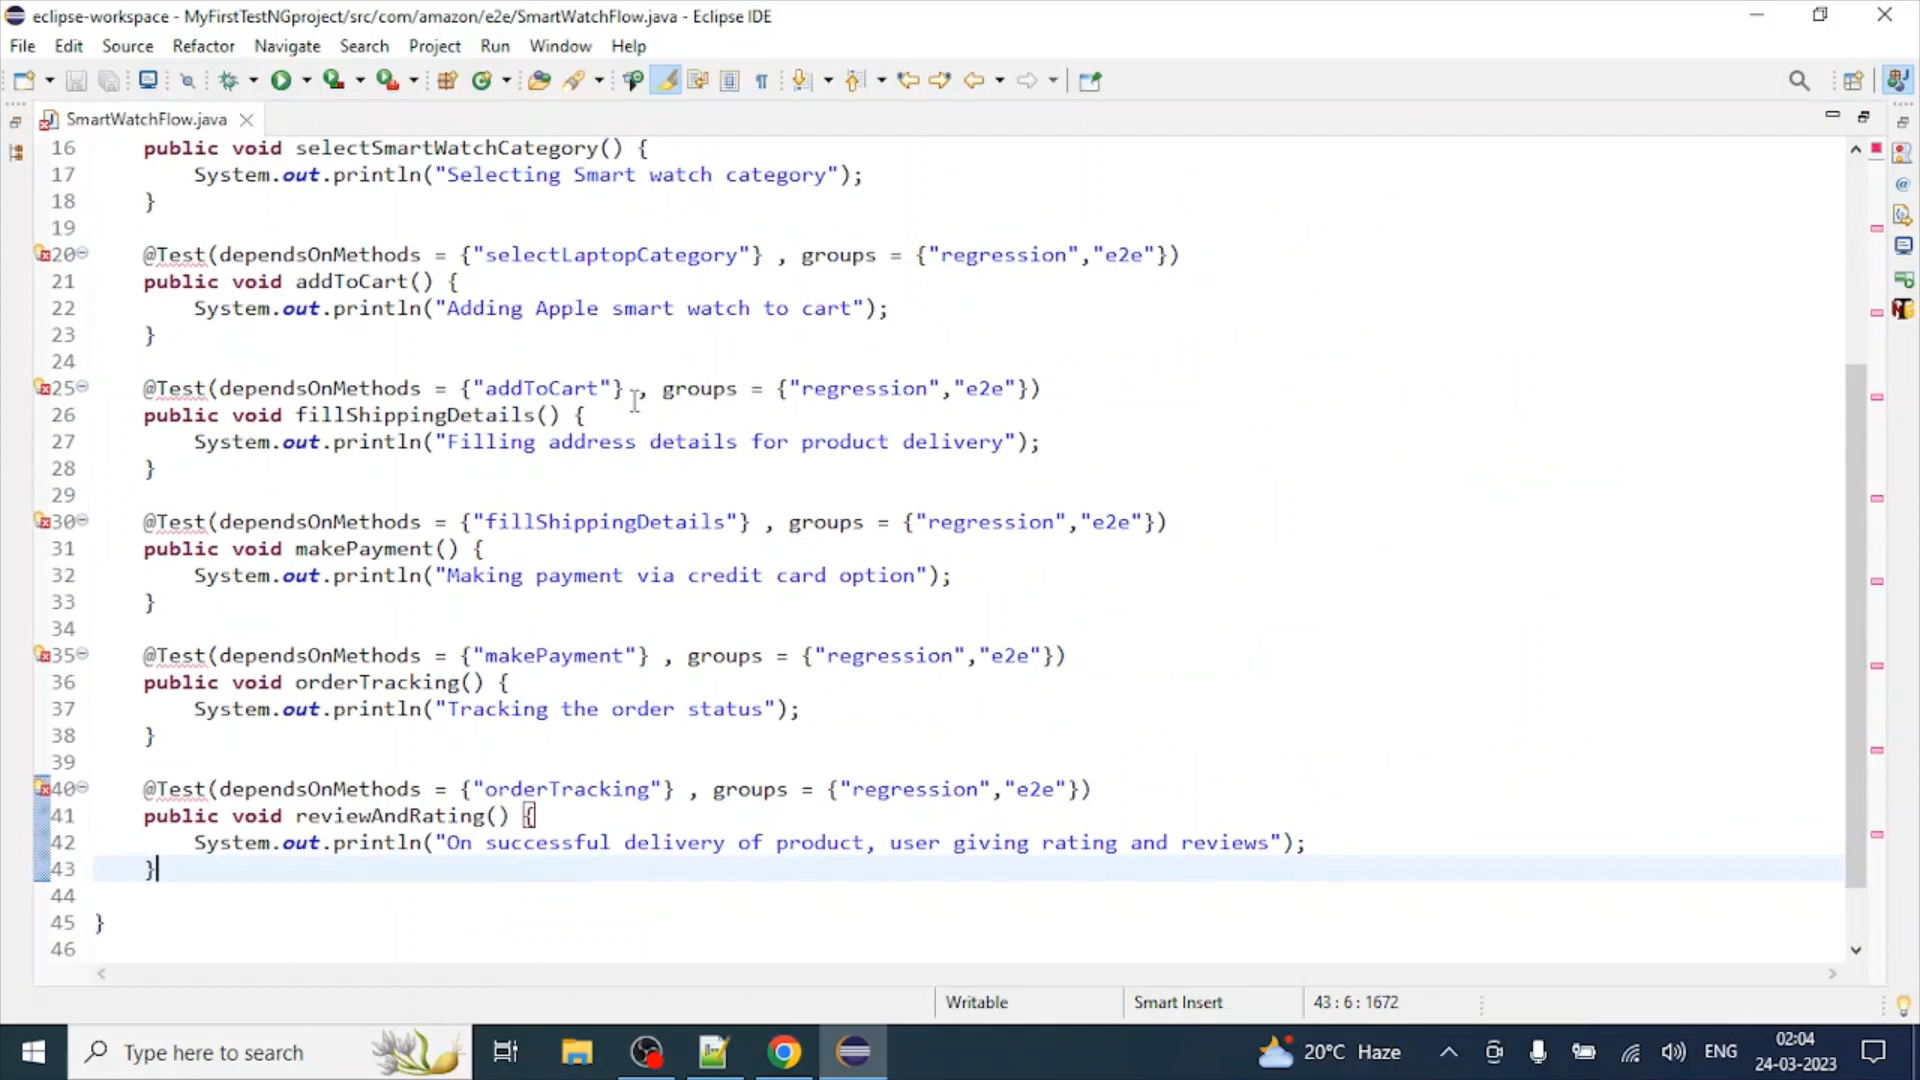 eclipse-workspace - MyFirstTestNGproject/src/com/amazon/e2e/SmartWatchFlow.java - Eclipse IDE
File Edit Source Refactor Navigate Search Project Run Window Help
SmartWatchFlow.java
16 public void selectSmartWatchCategory() {
17 System.out.println("Selecting Smart watch category");
18 }
19
20 @Test(dependsOnMethods = {"selectLaptopCategory"} , groups = {"regression","e2e"})
21 public void addToCart() {
22 System.out.println("Adding Apple smart watch to cart");
23 }
24
25 @Test(dependsOnMethods = {"addToCart"} , groups = {"regression","e2e"})
26 public void fillShippingDetails() {
27 System.out.println("Filling address details for product delivery");
28 }
29
30 @Test(dependsOnMethods = {"fillShippingDetails"} , groups = {"regression","e2e"})
31 public void makePayment() {
32 System.out.println("Making payment via credit card option");
33 }
34
35 @Test(dependsOnMethods = {"makePayment"} , groups = {"regression","e2e"})
36 public void orderTracking() {
37 System.out.println("Tracking the order status");
38 }
39
40 @Test(dependsOnMethods = {"orderTracking"} , groups = {"regression","e2e"})
41 public void reviewAndRating() {
42 System.out.println("On successful delivery of product, user giving rating and reviews");
43 }
44
45 }
46
Writable Smart Insert 43 : 6 : 1672
Type here to search 20°C Haze ENG 02:04
24-03-2023